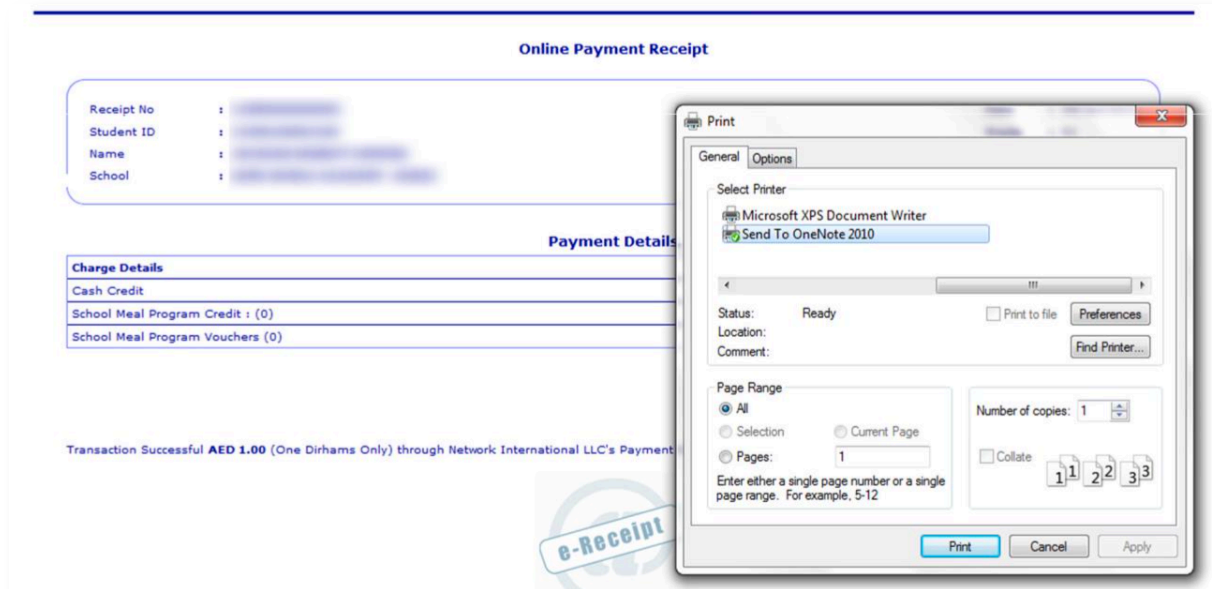 Online Payment Receipt
Receipt No :
Student ID :
Name :
School :
Payment Details
Charge Details
Cash Credit
School Meal Program Credit : (0)
School Meal Program Vouchers (0)
Transaction Successful AED 1.00 (One Dirhams Only) through Network International LLC's Payment
e-Receipt
Print
General Options
Select Printer
Microsoft XPS Document Writer
Send To OneNote 2010
Status: Ready
Print to file Preferences
Location:
Comment:
Find Printer...
Page Range
All
Selection Current Page
Pages: 1
Enter either a single page number or a single
page range. For example, 5-12
Number of copies: 1
Collate
1 1 2 2 3 3
Print Cancel Apply